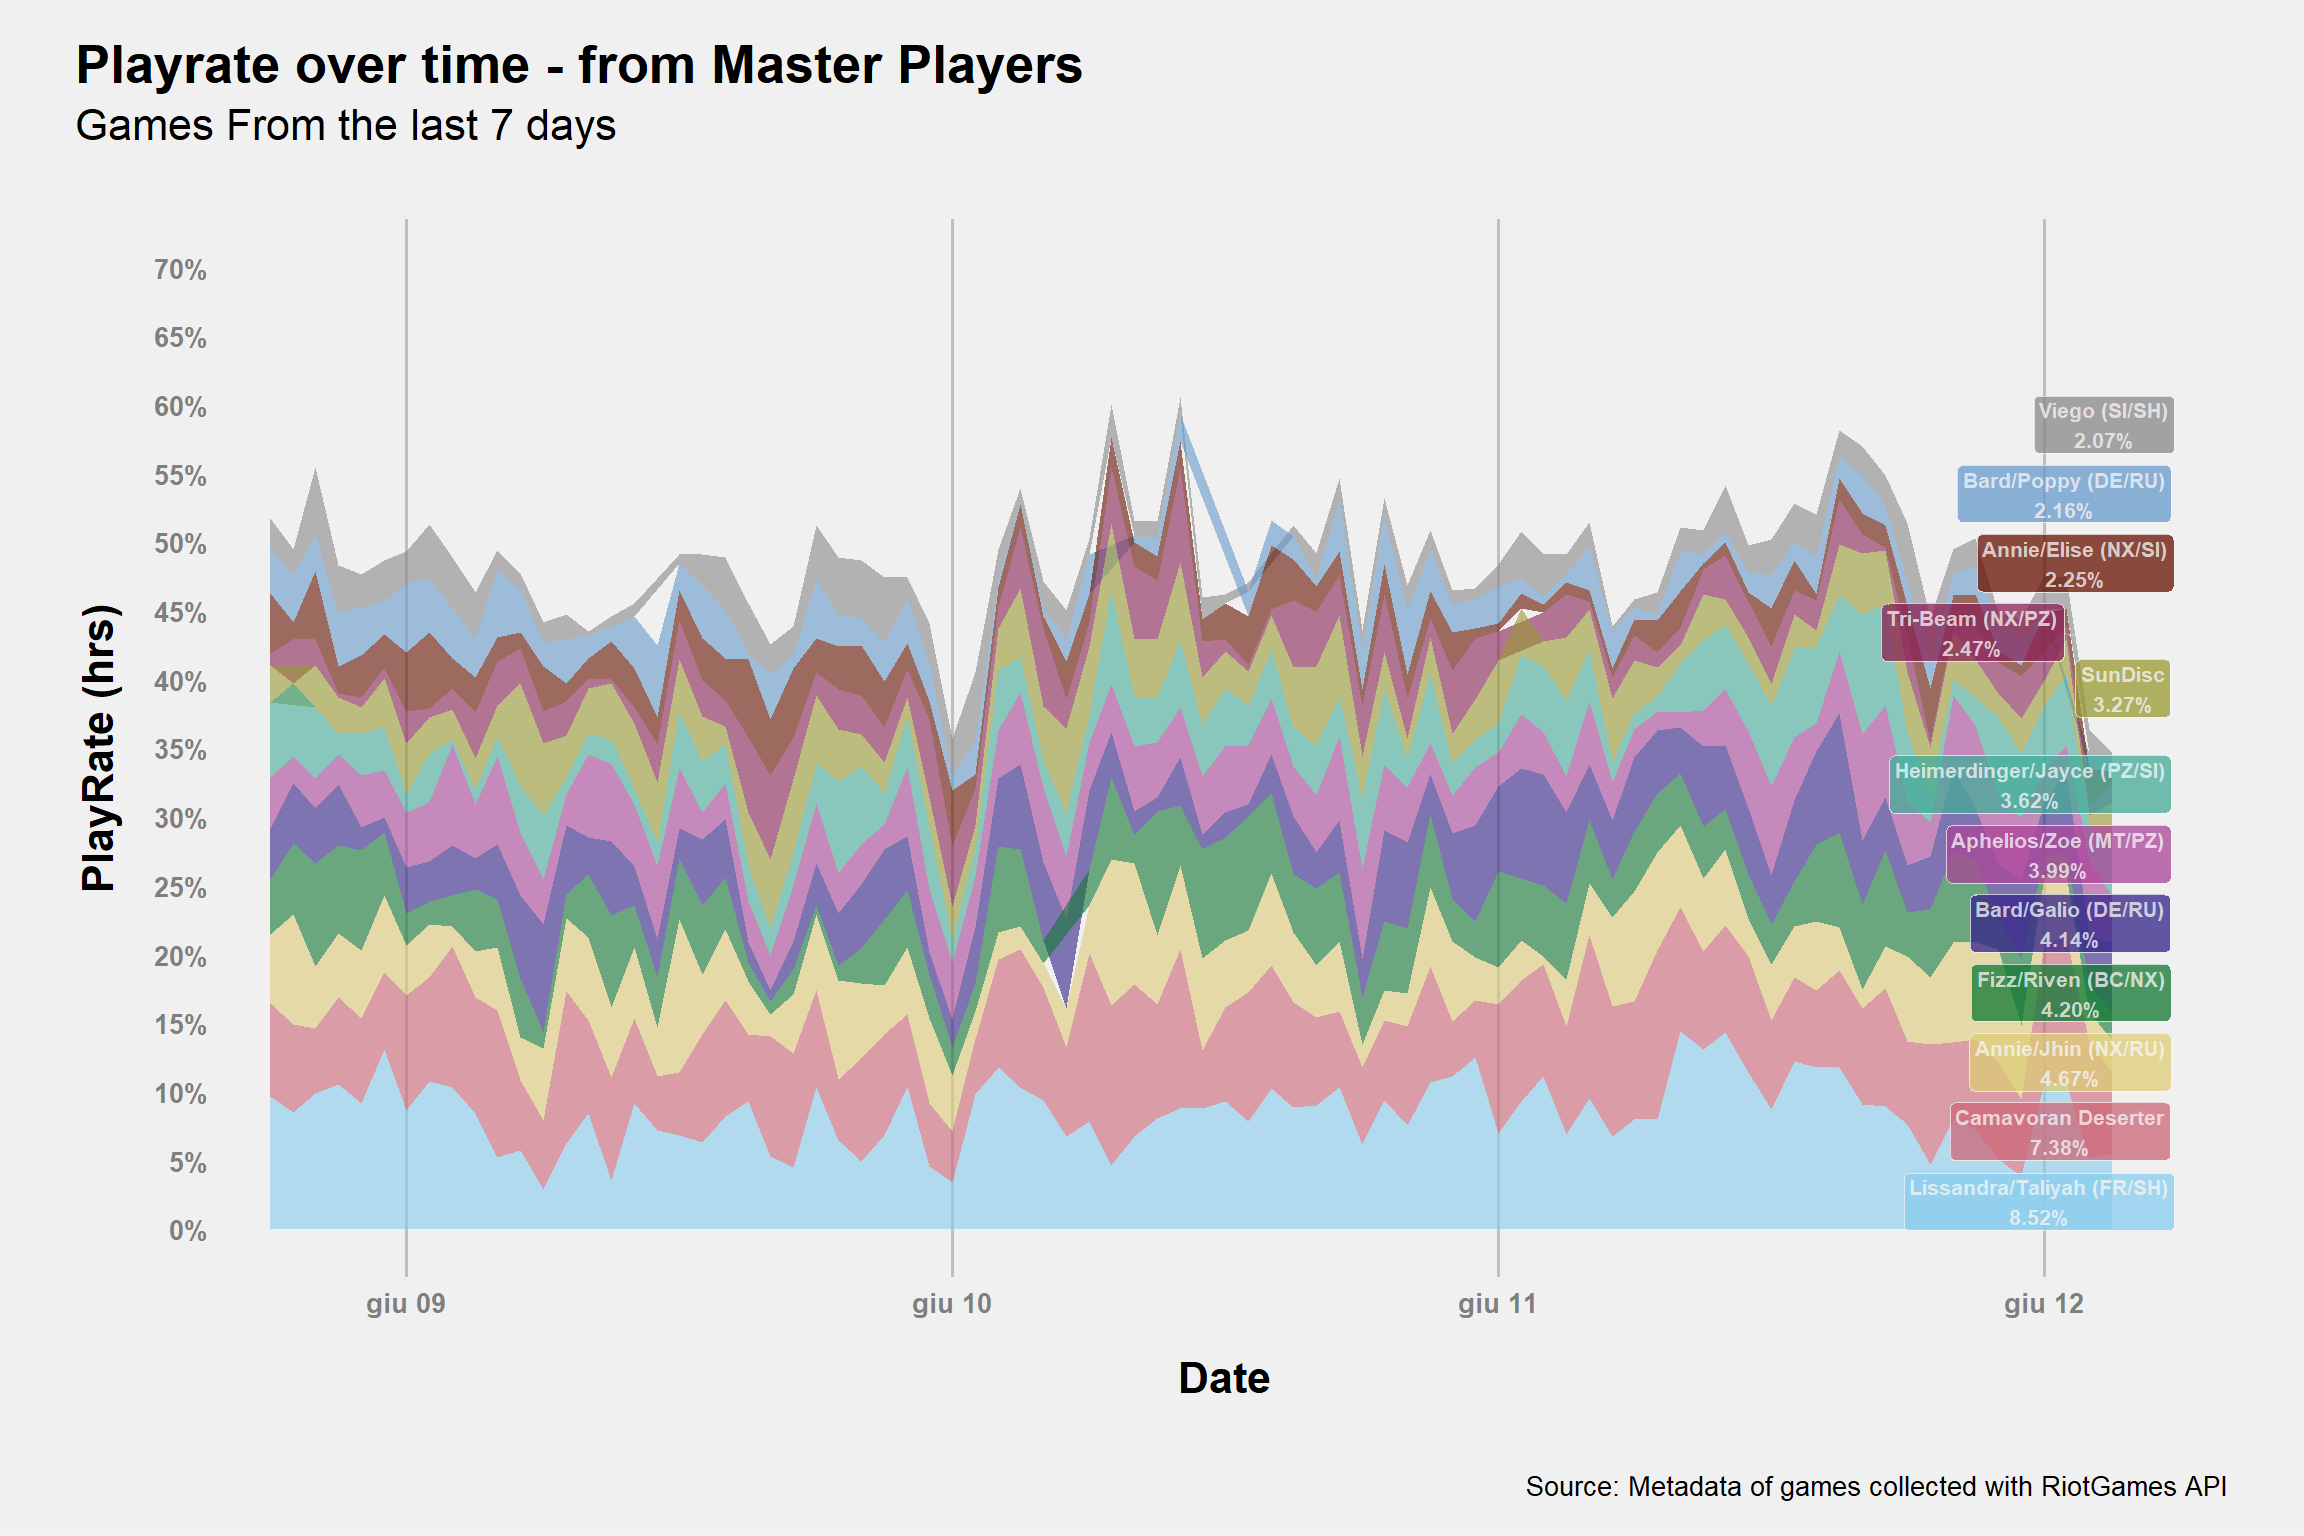 Playrate over time - from Master Players
Games From the last 7 days
PlayRate (hrs)
70%
65%
60%
55%
50%
45%
40%
35%
30%
25%
20%
15%
10%
5%
0%
Viego (SI/SH)
2.07%
Bard/Poppy (DE/RU)
2.16%
Annie/Elise (NX/SI)
2.25%
Tri-Beam (NX/PZ)
2.47%
SunDisc
3.27%
Heimerdinger/Jayce (PZ/SI)
3.62%
Aphelios/Zoe (MT/PZ)
3.99%
Bard/Galio (DE/RU)
4.14%
Fizz/Riven (BC/NX)
4.20%
Annie/Jhin (NX/RU)
4.67%
Camavoran Deserter
7.38%
Lissandra/Taliyah (FR/SH)
8.52%
giu 09
giu 10
giu 11
giu 12
Date
Source: Metadata of games collected with RiotGames API